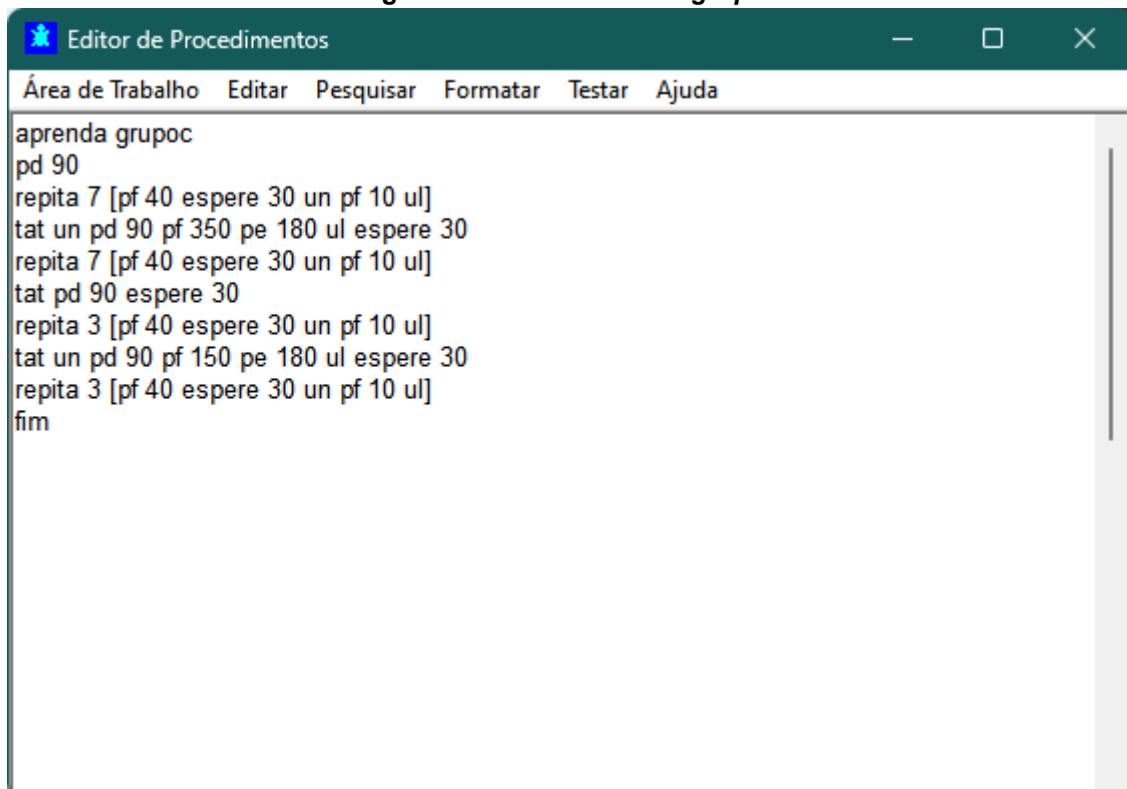 Editor de Procedimentos
Área de Trabalho Editar Pesquisar Formatar Testar Ajuda
aprenda grupoc
pd 90
repita 7 [pf 40 espere 30 un pf 10 ul]
tat un pd 90 pf 350 pe 180 ul espere 30
repita 7 [pf 40 espere 30 un pf 10 ul]
tat pd 90 espere 30
repita 3 [pf 40 espere 30 un pf 10 ul]
tat un pd 90 pf 150 pe 180 ul espere 30
repita 3 [pf 40 espere 30 un pf 10 ul]
fim